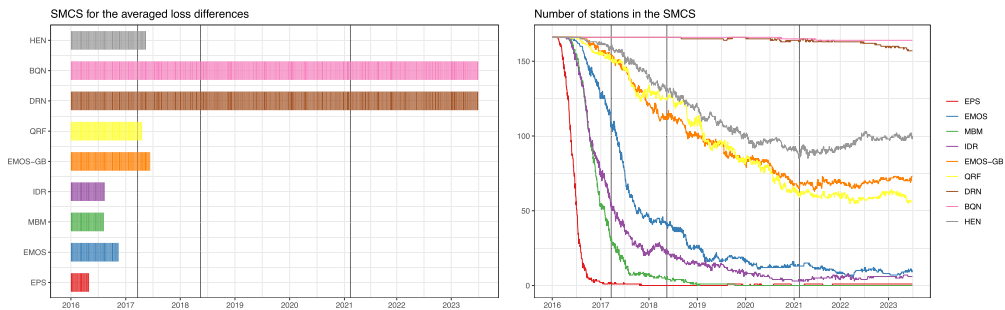 SMCS for the averaged loss differences
HEN
BQN
DRN
QRF
EMOS−GB
IDR
MBM
EMOS
EPS
2016
2017
2018
2019
2020
2021
2022
2023
Number of stations in the SMCS
150
100
50
0
2016
2017
2018
2019
2020
2021
2022
2023
EPS
EMOS
MBM
IDR
EMOS−GB
QRF
DRN
BQN
HEN